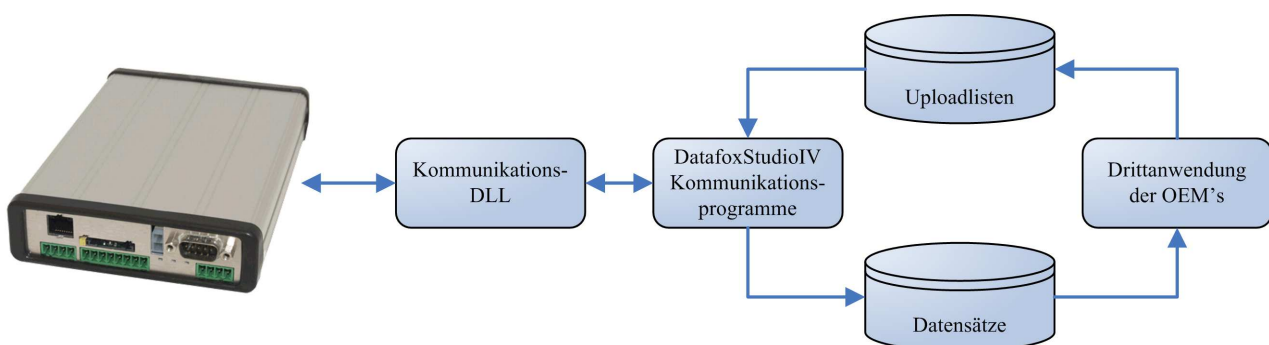 Uploadlisten
Kommunikations-
DLL
DatafoxStudioIV
Kommunikations-
programme
Drittanwendung
der OEM's
Datensätze